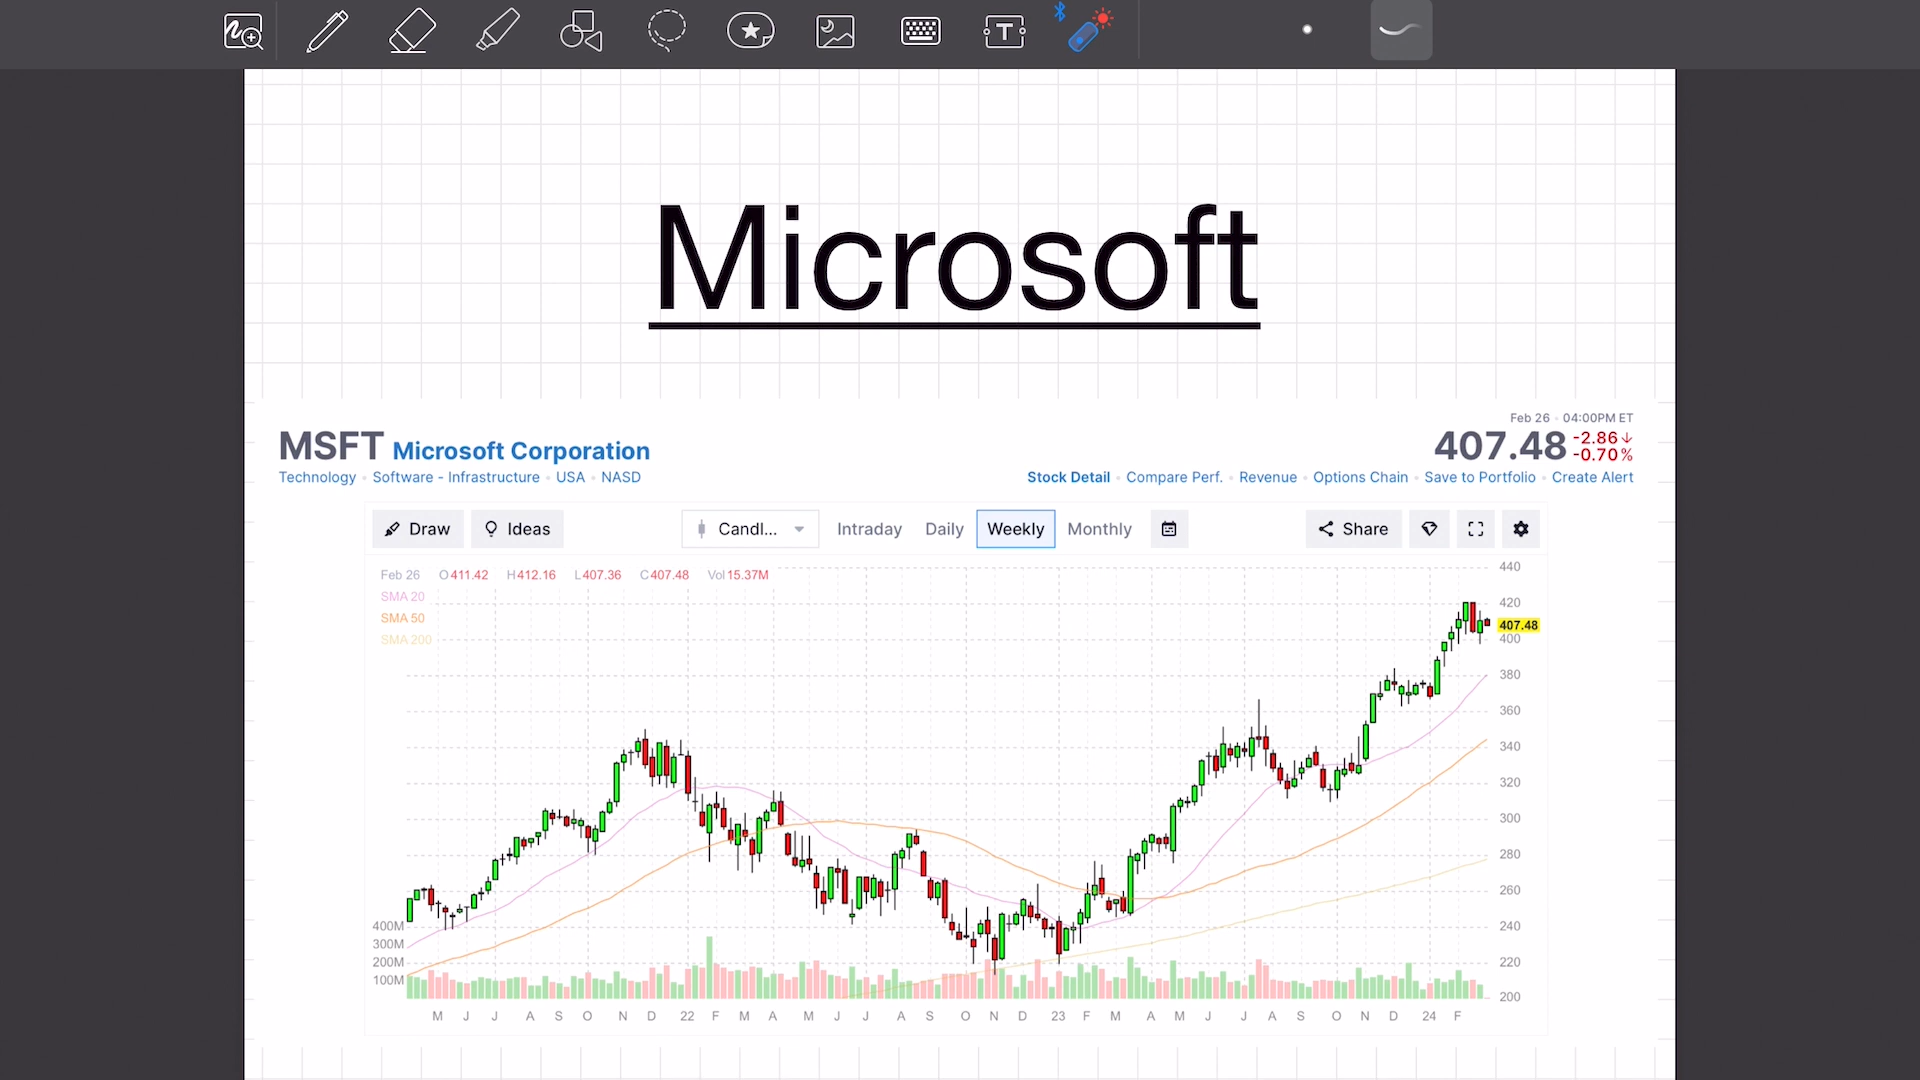 T
Microsoft
Feb 26 • 04:00PM ET
MSFT Microsoft Corporation
407.48 -2.86↓
-0.70%
Technology • Software - Infrastructure • USA • NASD
Stock Detail • Compare Perf. • Revenue • Options Chain • Save to Portfolio • Create Alert
Draw Ideas Candl... Intraday Daily Weekly Monthly Share
Feb 26 O411.42 H412.16 L407.36 C407.48 Vol15.37M
SMA 20
SMA 50
SMA 200
440
420
407.48
400
380
360
340
320
300
280
260
240
220
200
400M
300M
200M
100M
M J J A S O N D 22 F M A M J J A S O N D 23 F M A M J J A S O N D 24 F